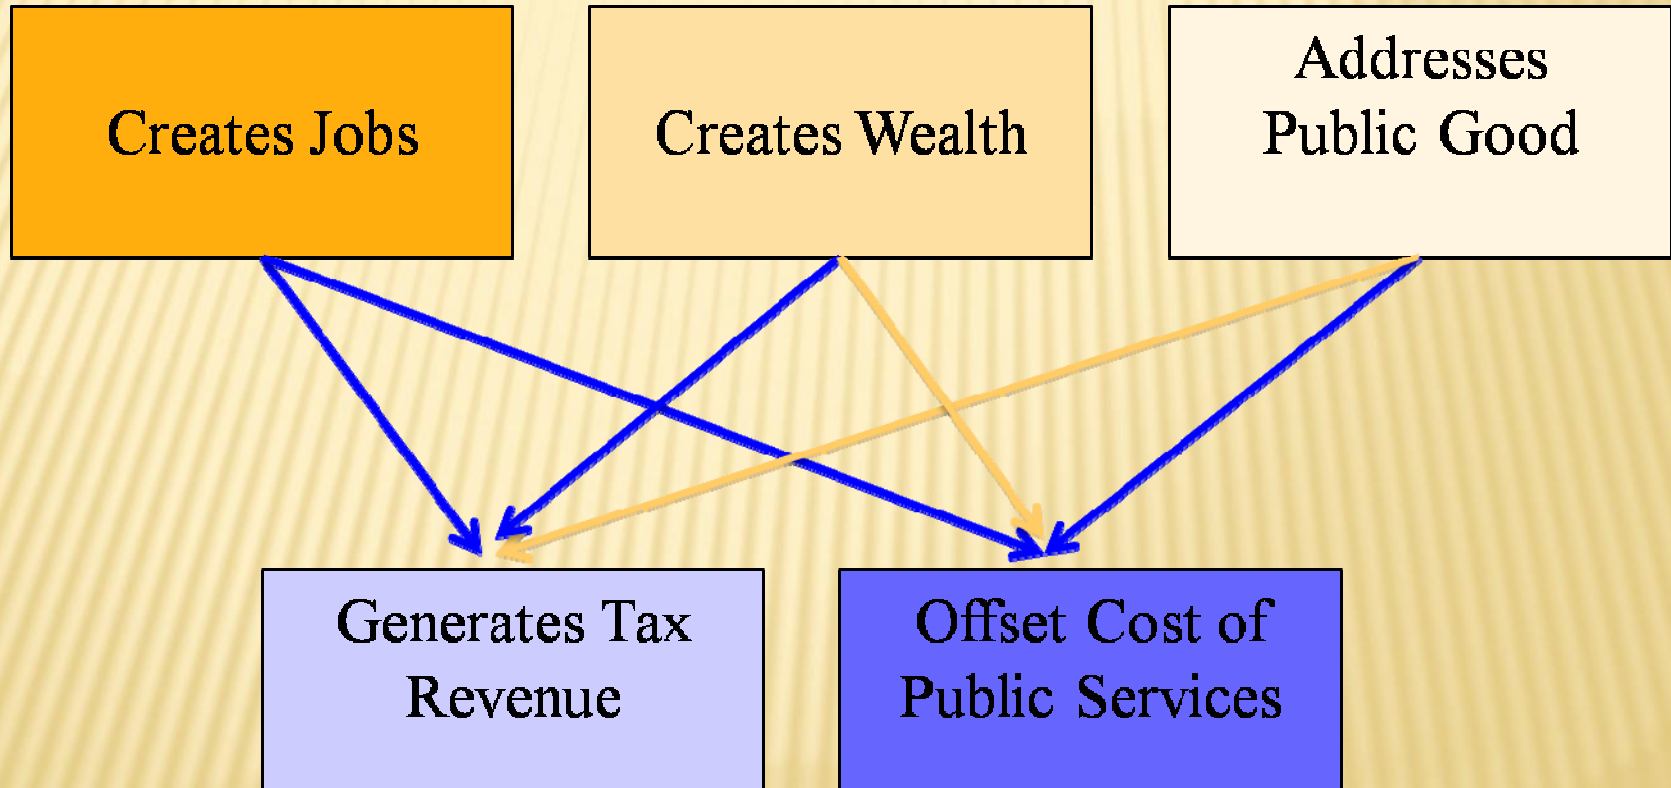 Creates Jobs
Creates Wealth
Addresses
Public Good
Generates Tax
Revenue
Offset Cost of
Public Services